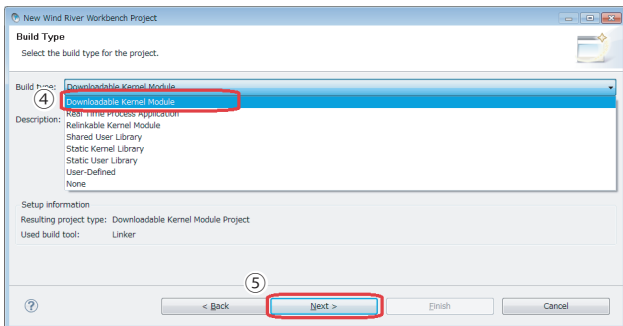 New Wind River Workbench Project
Build Type
Select the build type for the project.
Build type: Downloadable Kernel Module
④
Downloadable Kernel Module
Real Time Process Application
Description:
Relinkable Kernel Module
Shared User Library
Static Kernel Library
Static User Library
User-Defined
None
Setup information
Resulting project type: Downloadable Kernel Module Project
Used build tool: Linker
⑤
? < Back Next > Finish Cancel